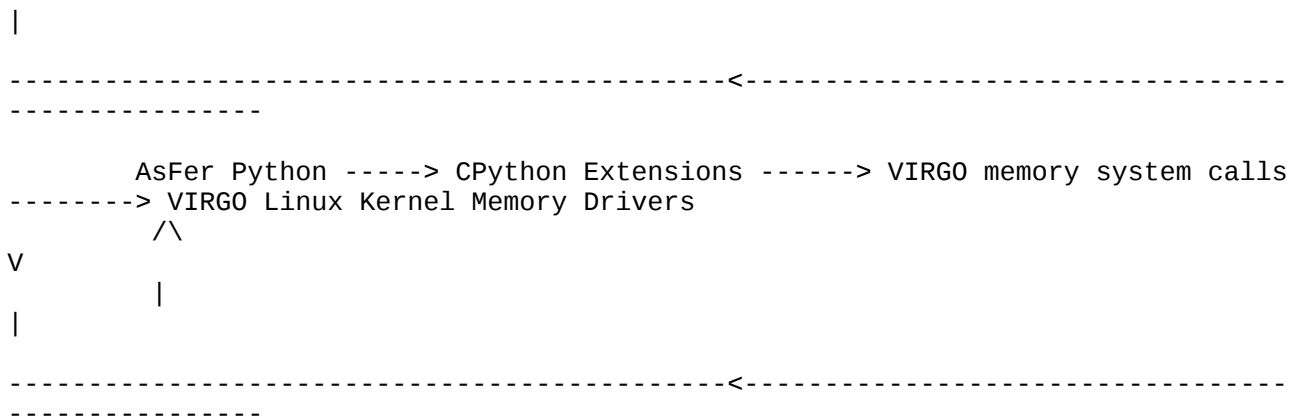 |
---------------------------------------------<----------------------------------
----------------
AsFer Python -----> CPython Extensions ------> VIRGO memory system calls
--------> VIRGO Linux Kernel Memory Drivers
/\
V
|
|
---------------------------------------------<----------------------------------
----------------